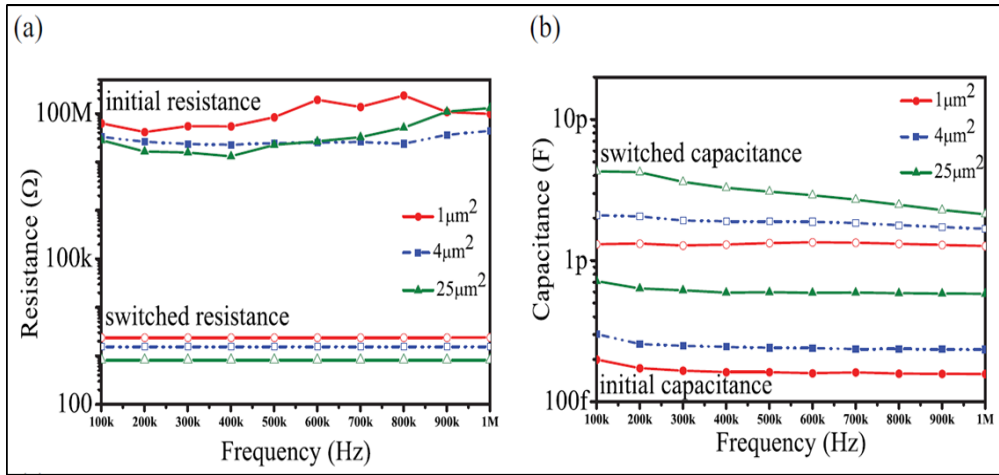 (a)
initial resistance
100M
100k
100
Resistance (Ω)
1μm²
4μm²
25μm²
switched resistance
100k 200k 300k 400k 500k 600k 700k 800k 900k 1M
Frequency (Hz)
(b)
10p
1p
100f
Capacitance (F)
1μm²
4μm²
25μm²
switched capacitance
initial capacitance
100k 200k 300k 400k 500k 600k 700k 800k 900k 1M
Frequency (Hz)